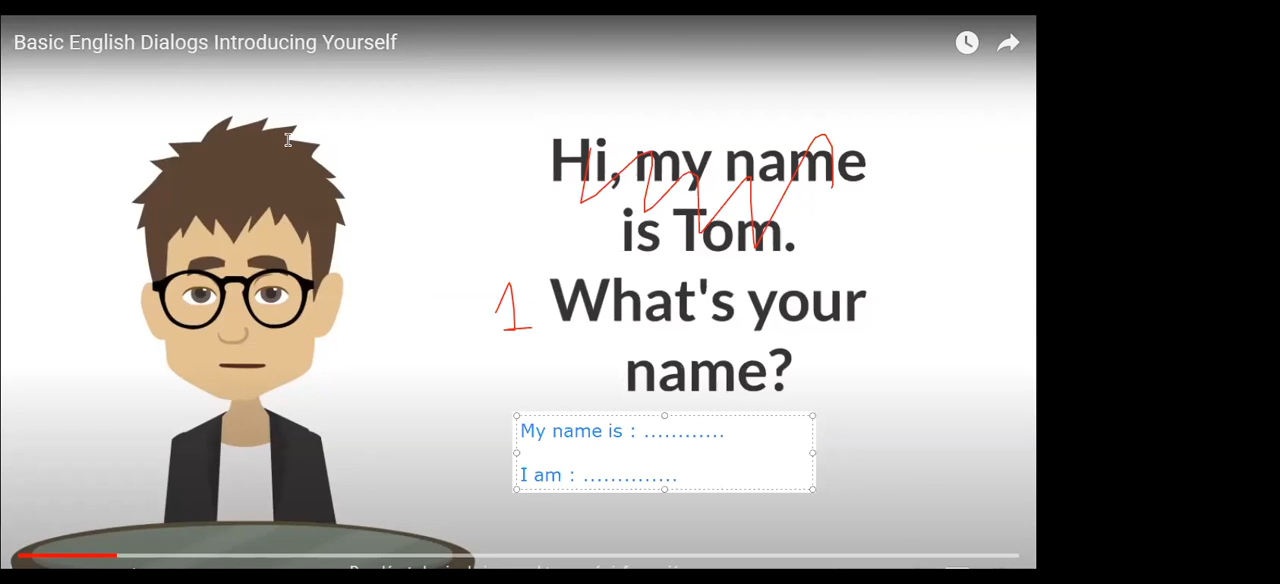 Basic English Dialogs Introducing Yourself
Hi, my name
is Tom.
1 What's your
name?
My name is : ............
I am : ..............